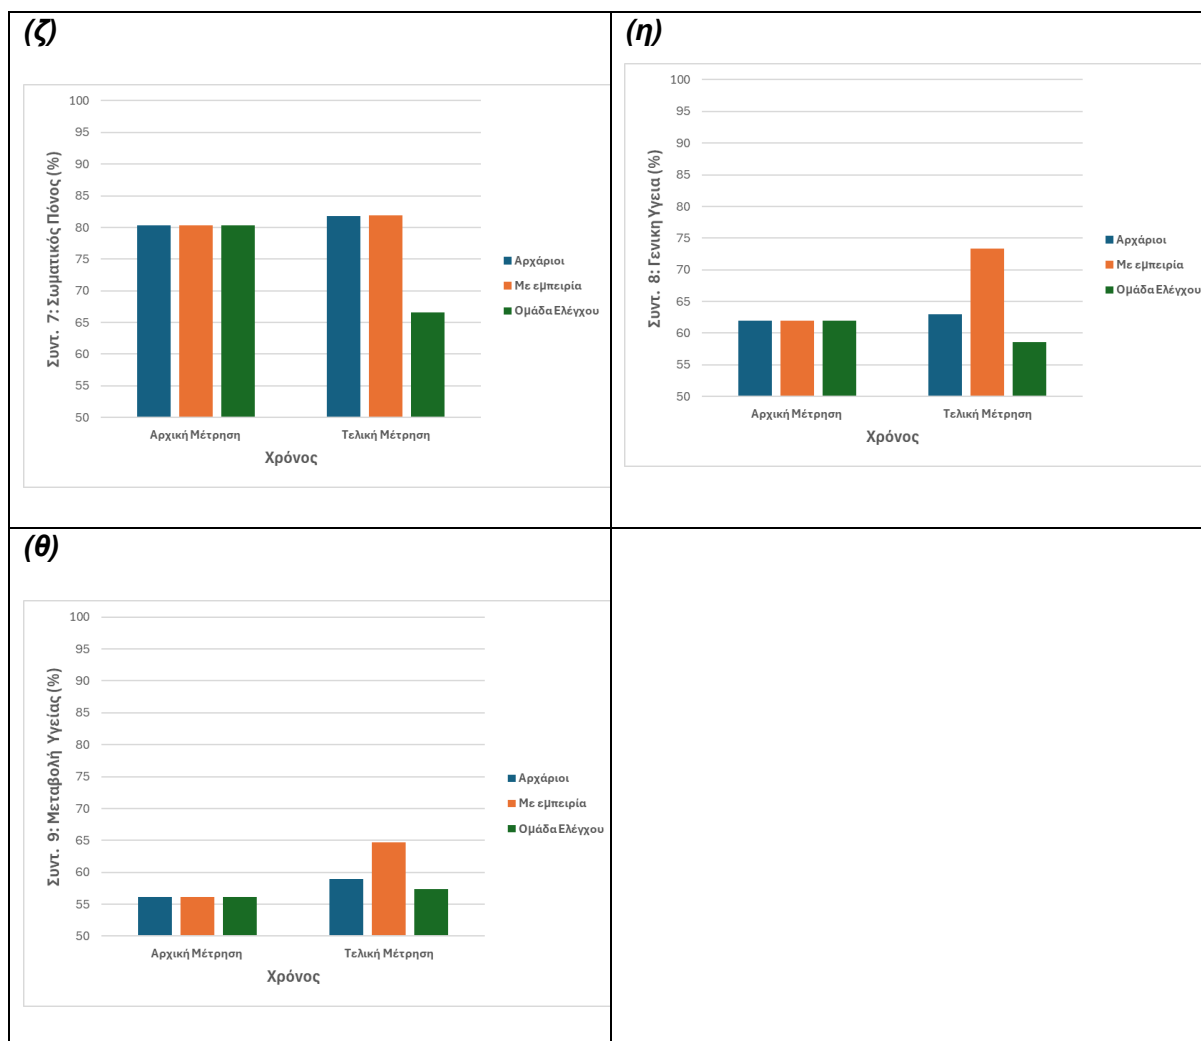 (ζ)
Συντ. 7: Σωματικός Πόνος (%)
100
95
90
85
80
75
70
65
60
55
50
Αρχική Μέτρηση
Τελική Μέτρηση
Χρόνος
Αρχάριοι
Με εμπειρία
Ομάδα Ελέγχου
(η)
Συντ. 8: Γενικη Υγεια (%)
100
95
90
85
80
75
70
65
60
55
50
Αρχική Μέτρηση
Τελική Μέτρηση
Χρόνος
Αρχάριοι
Με εμπειρία
Ομάδα Ελέγχου
(θ)
Συντ. 9: Μεταβολή Υγείας (%)
100
95
90
85
80
75
70
65
60
55
50
Αρχική Μέτρηση
Τελική Μέτρηση
Χρόνος
Αρχάριοι
Με εμπειρία
Ομάδα Ελέγχου